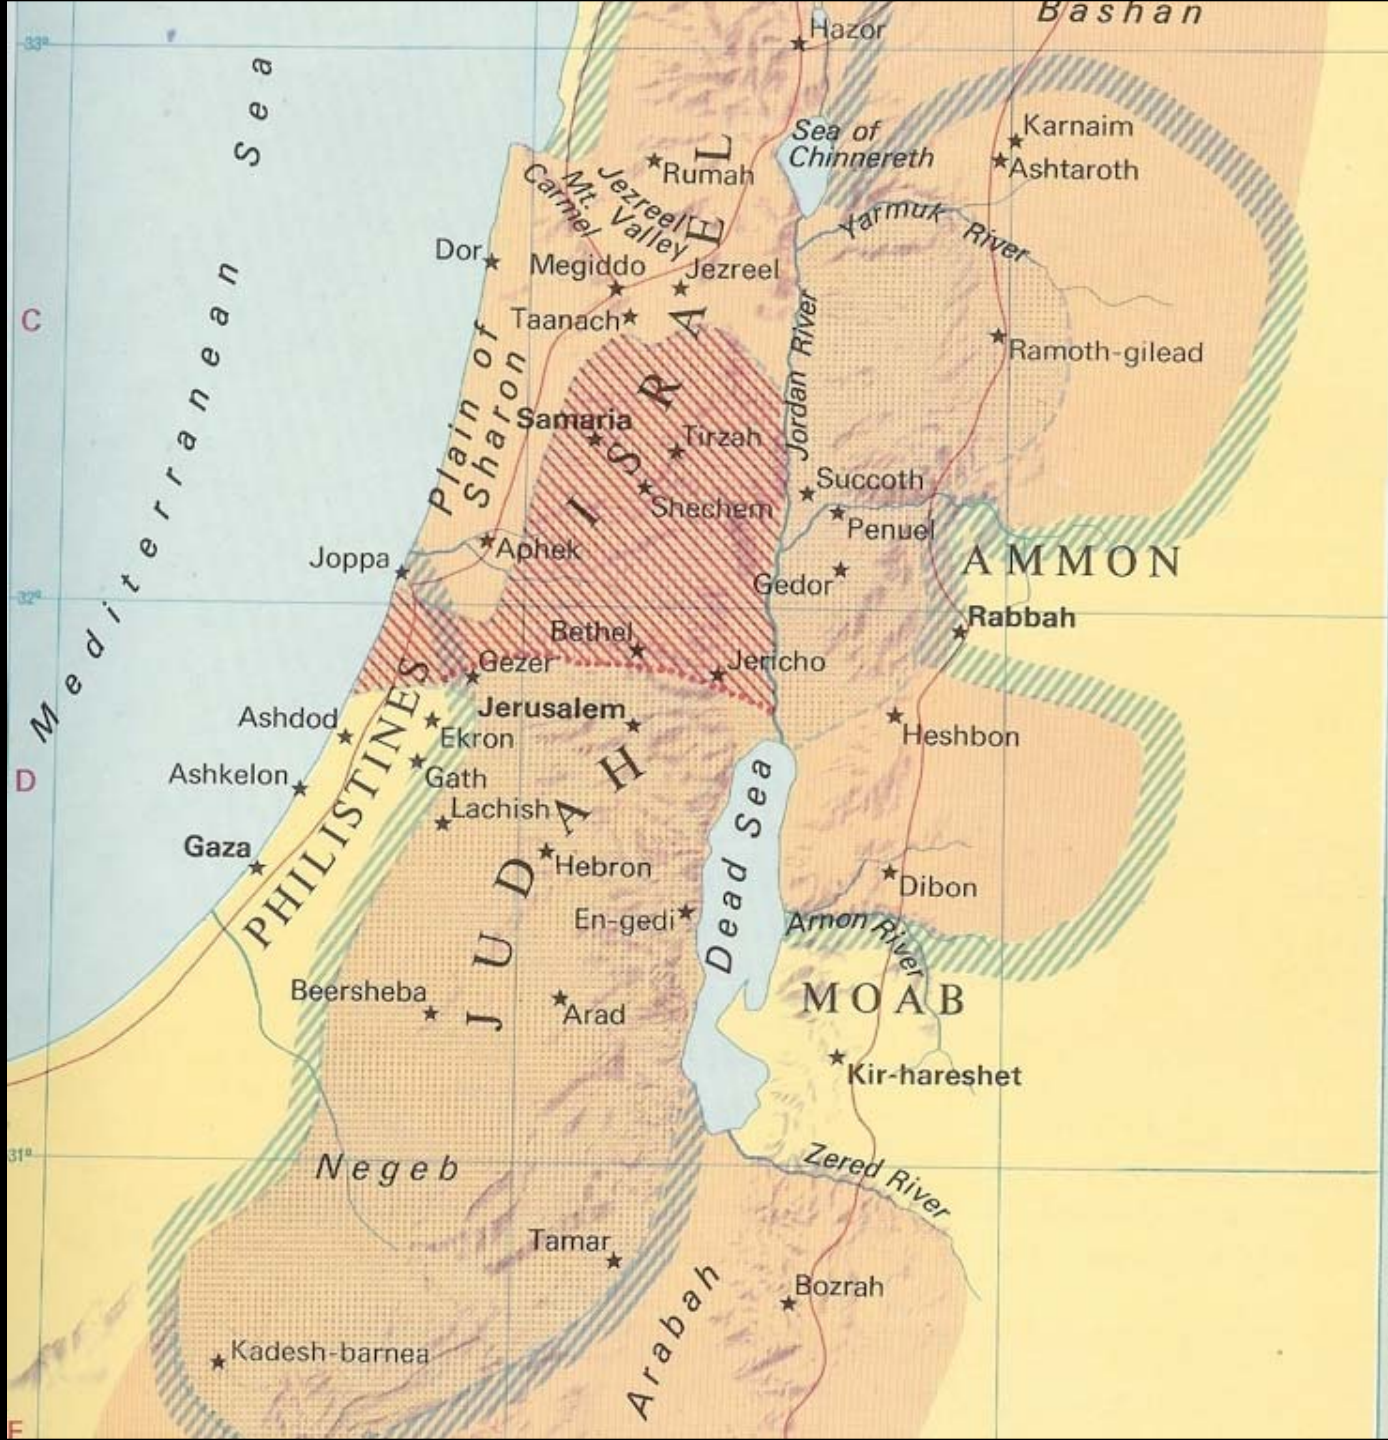 Bashan
Hazor
33°
Mediterranean Sea
Sea of
Chinnereth
Karnaim
Ashtaroth
Rumah
Jezreel
Valley
Mt.
Carmel
Yarmuk River
Dor
Megiddo
Jezreel
Taanach
C
ISRAEL
Jordan River
Ramoth-gilead
Plain of
Sharon
Samaria
Tirzah
Succoth
Shechem
Penuel
Joppa
Aphek
AMMON
Gedor
32°
Rabbah
Bethel
Gezer
Jericho
Jerusalem
Ashdod
Ekron
Heshbon
D
Ashkelon
Gath
PHILISTINES
Lachish
JUDAH
Gaza
Hebron
Dead Sea
Dibon
En-gedi
Arnon River
Beersheba
Arad
MOAB
Kir-hareshet
31°
Negeb
Zered River
Tamar
Arabah
Bozrah
Kadesh-barnea